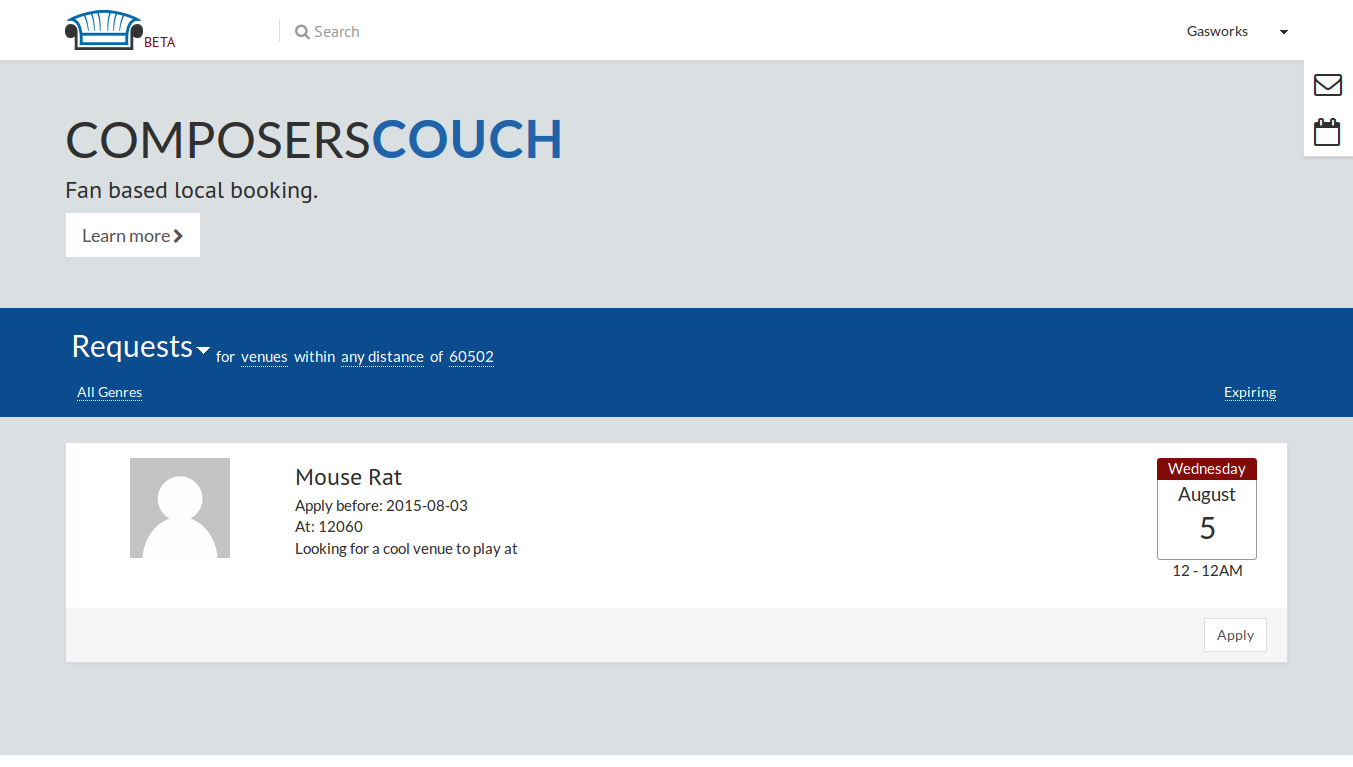 BETA
Search
Gasworks
COMPOSERSCOUCH
Fan based local booking.
Learn more
Requests for venues within any distance of 60502
All Genres
Expiring
Mouse Rat
Apply before: 2015-08-03
At: 12060
Looking for a cool venue to play at
Wednesday
August
5
12 - 12AM
Apply